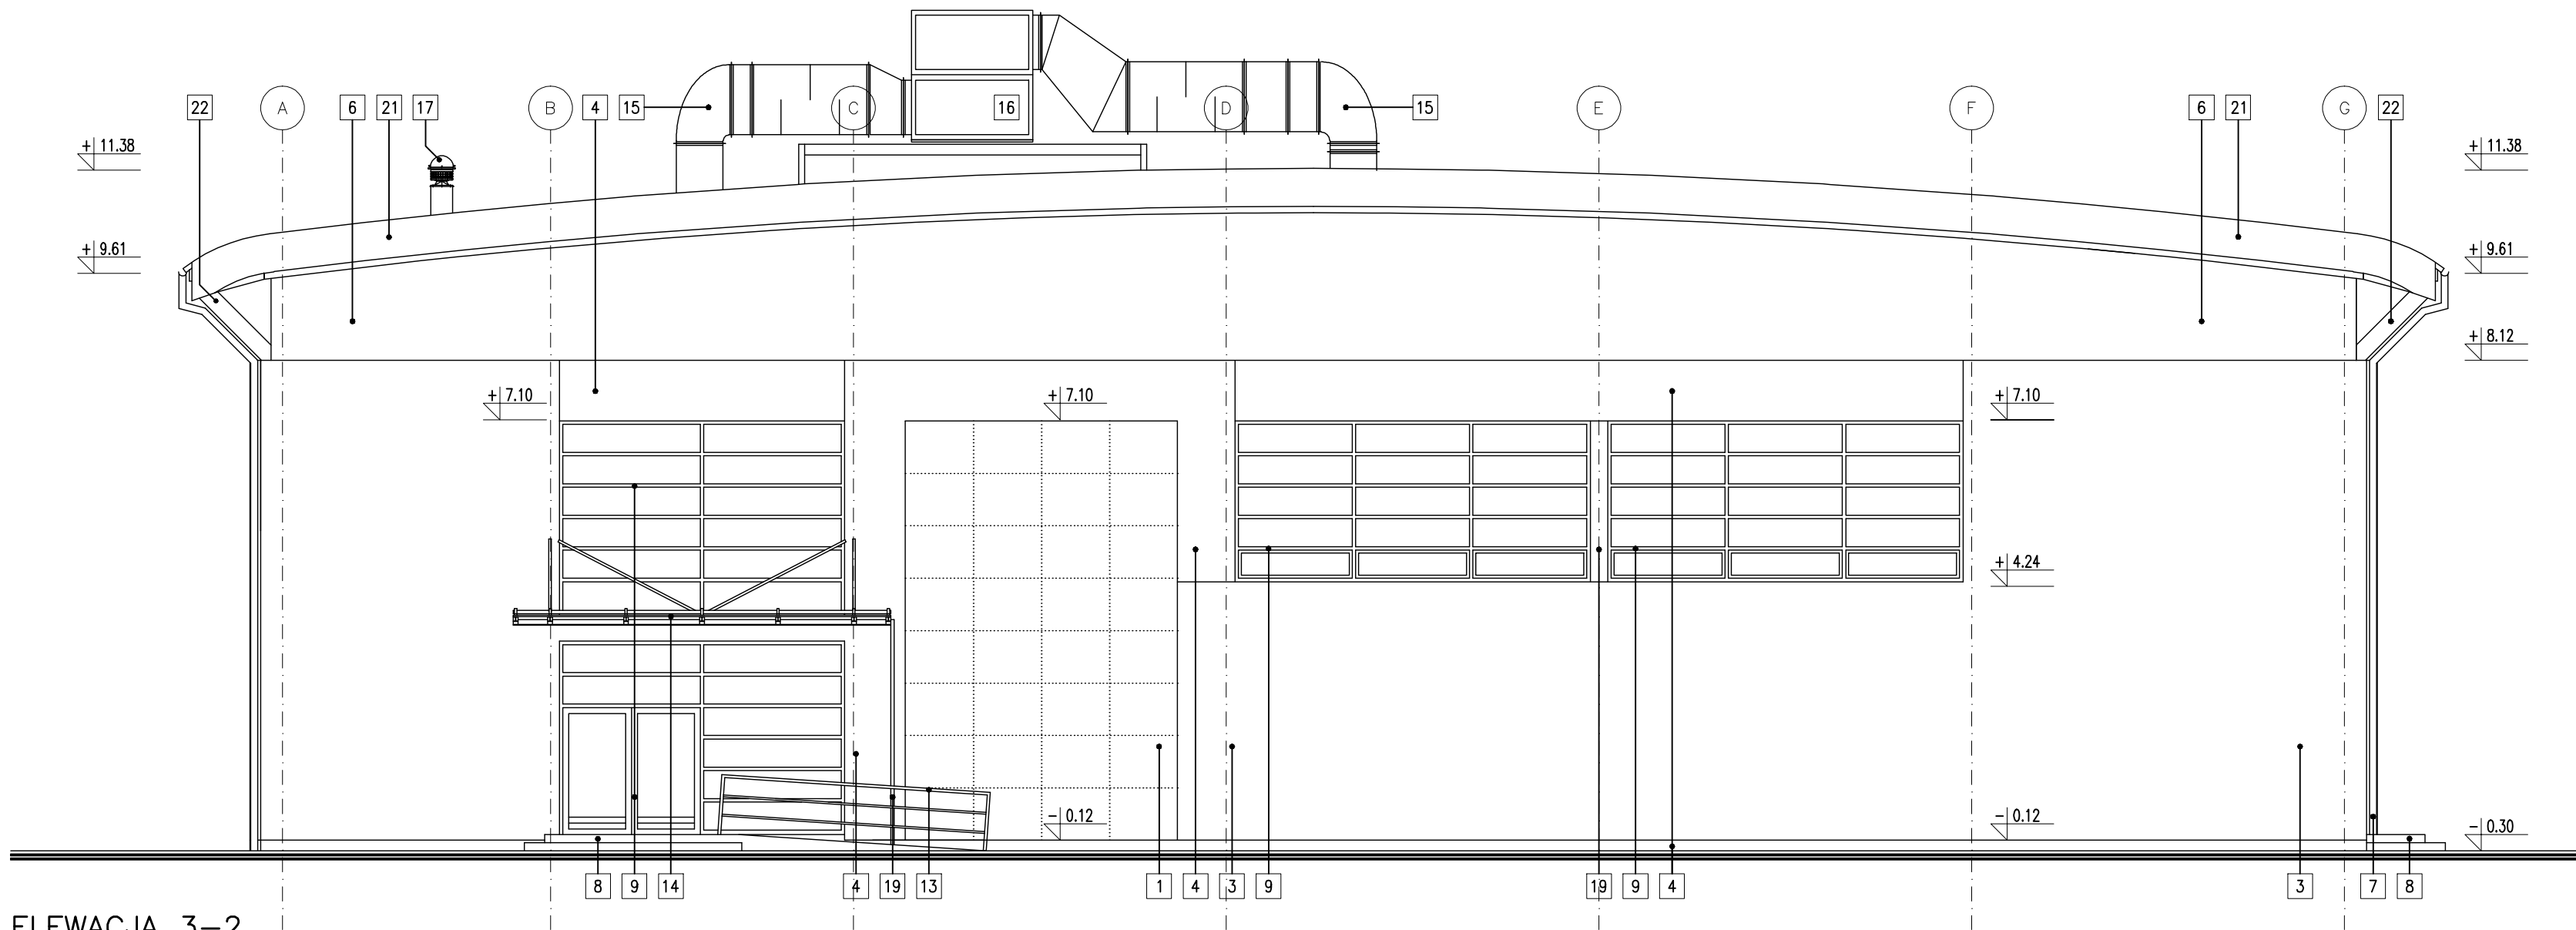 22 A 6 21 17 B 4 15 C 16 D 15 E F 6 21 G 22
+ 11.38 + 11.38
+ 9.61 + 9.61
+ 8.12
+ 7.10 + 7.10 + 7.10
+ 4.24
- 0.12 - 0.12 - 0.30
8 9 14 4 19 13 1 4 3 9 19 9 4 3 7 8
ELEWACJA 3-2